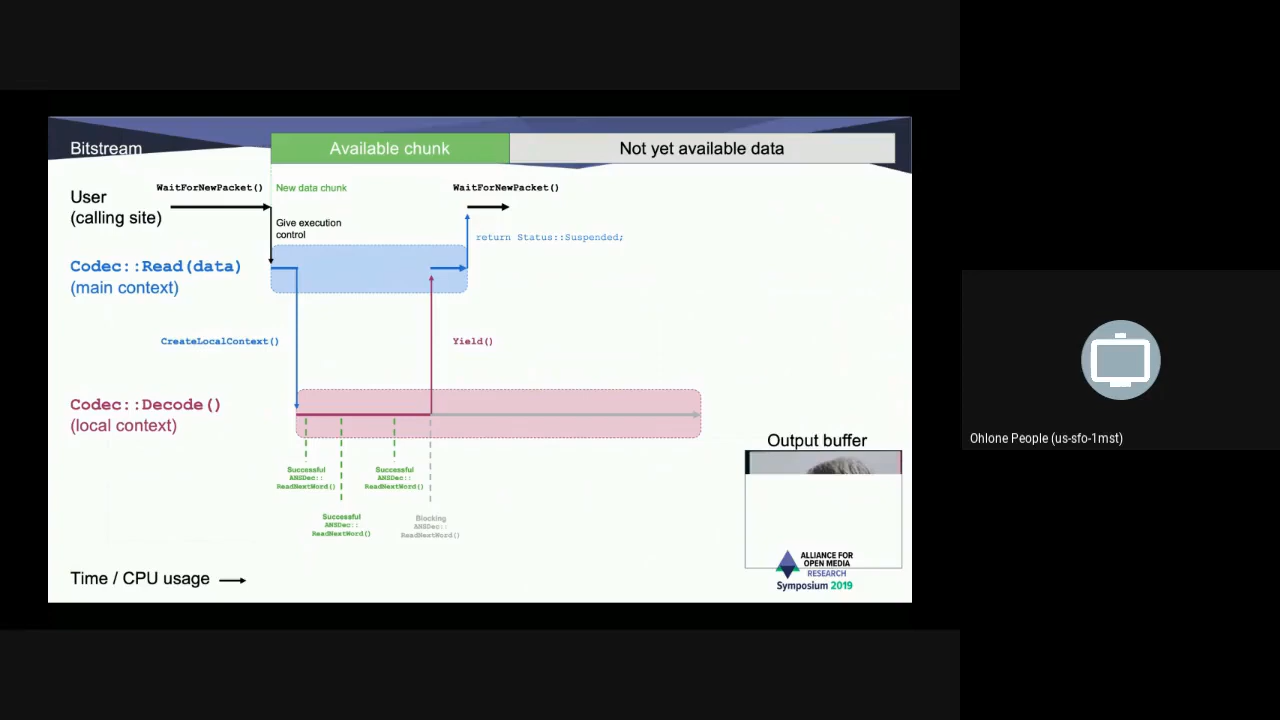 Bitstream
Available chunk
Not yet available data
User
(calling site)
WaitForNewPacket()
New data chunk
WaitForNewPacket()
Give execution
control
return Status::Suspended;
Codec::Read(data)
(main context)
CreateLocalContext()
Yield()
Codec::Decode()
(local context)
Successful
ANSDec::
ReadNextWord()
Successful
ANSDec::
ReadNextWord()
Successful
ANSDec::
ReadNextWord()
Blocking
ANSDec::
ReadNextWord()
Output buffer
ALLIANCE FOR
OPEN MEDIA
RESEARCH
Symposium 2019
Time / CPU usage
Ohlone People (us-sfo-1mst)